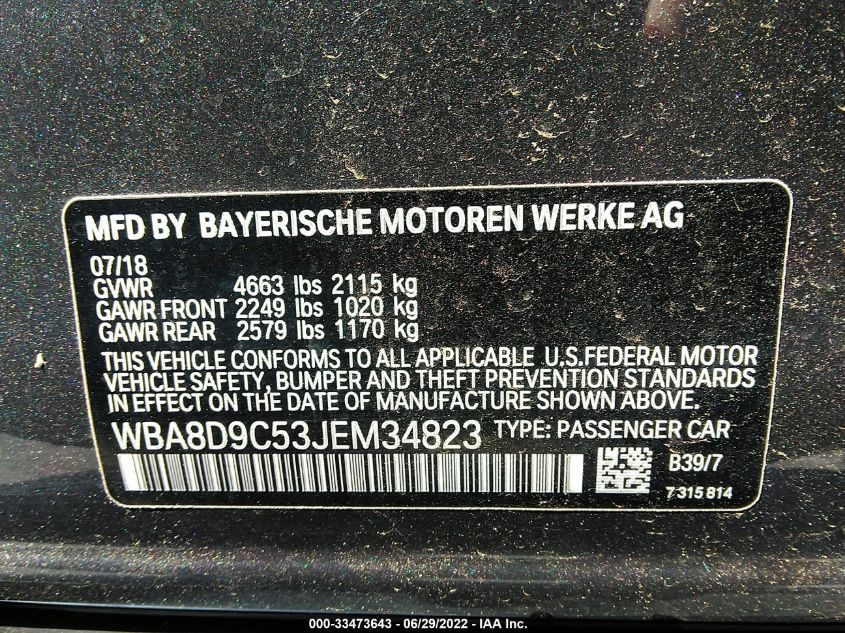 MFD BY BAYERISCHE MOTOREN WERKE AG
07/18
GVWR 4663 lbs 2115 kg
GAWR FRONT 2249 lbs 1020 kg
GAWR REAR 2579 lbs 1170 kg
THIS VEHICLE CONFORMS TO ALL APPLICABLE U.S.FEDERAL MOTOR
VEHICLE SAFETY, BUMPER AND THEFT PREVENTION STANDARDS
IN EFFECT ON THE DATE OF MANUFACTURE SHOWN ABOVE.
WBA8D9C53JEM34823 TYPE: PASSENGER CAR
B39/7
7 315 814
000-33473643 / 06/29/2022 - IAA Inc.